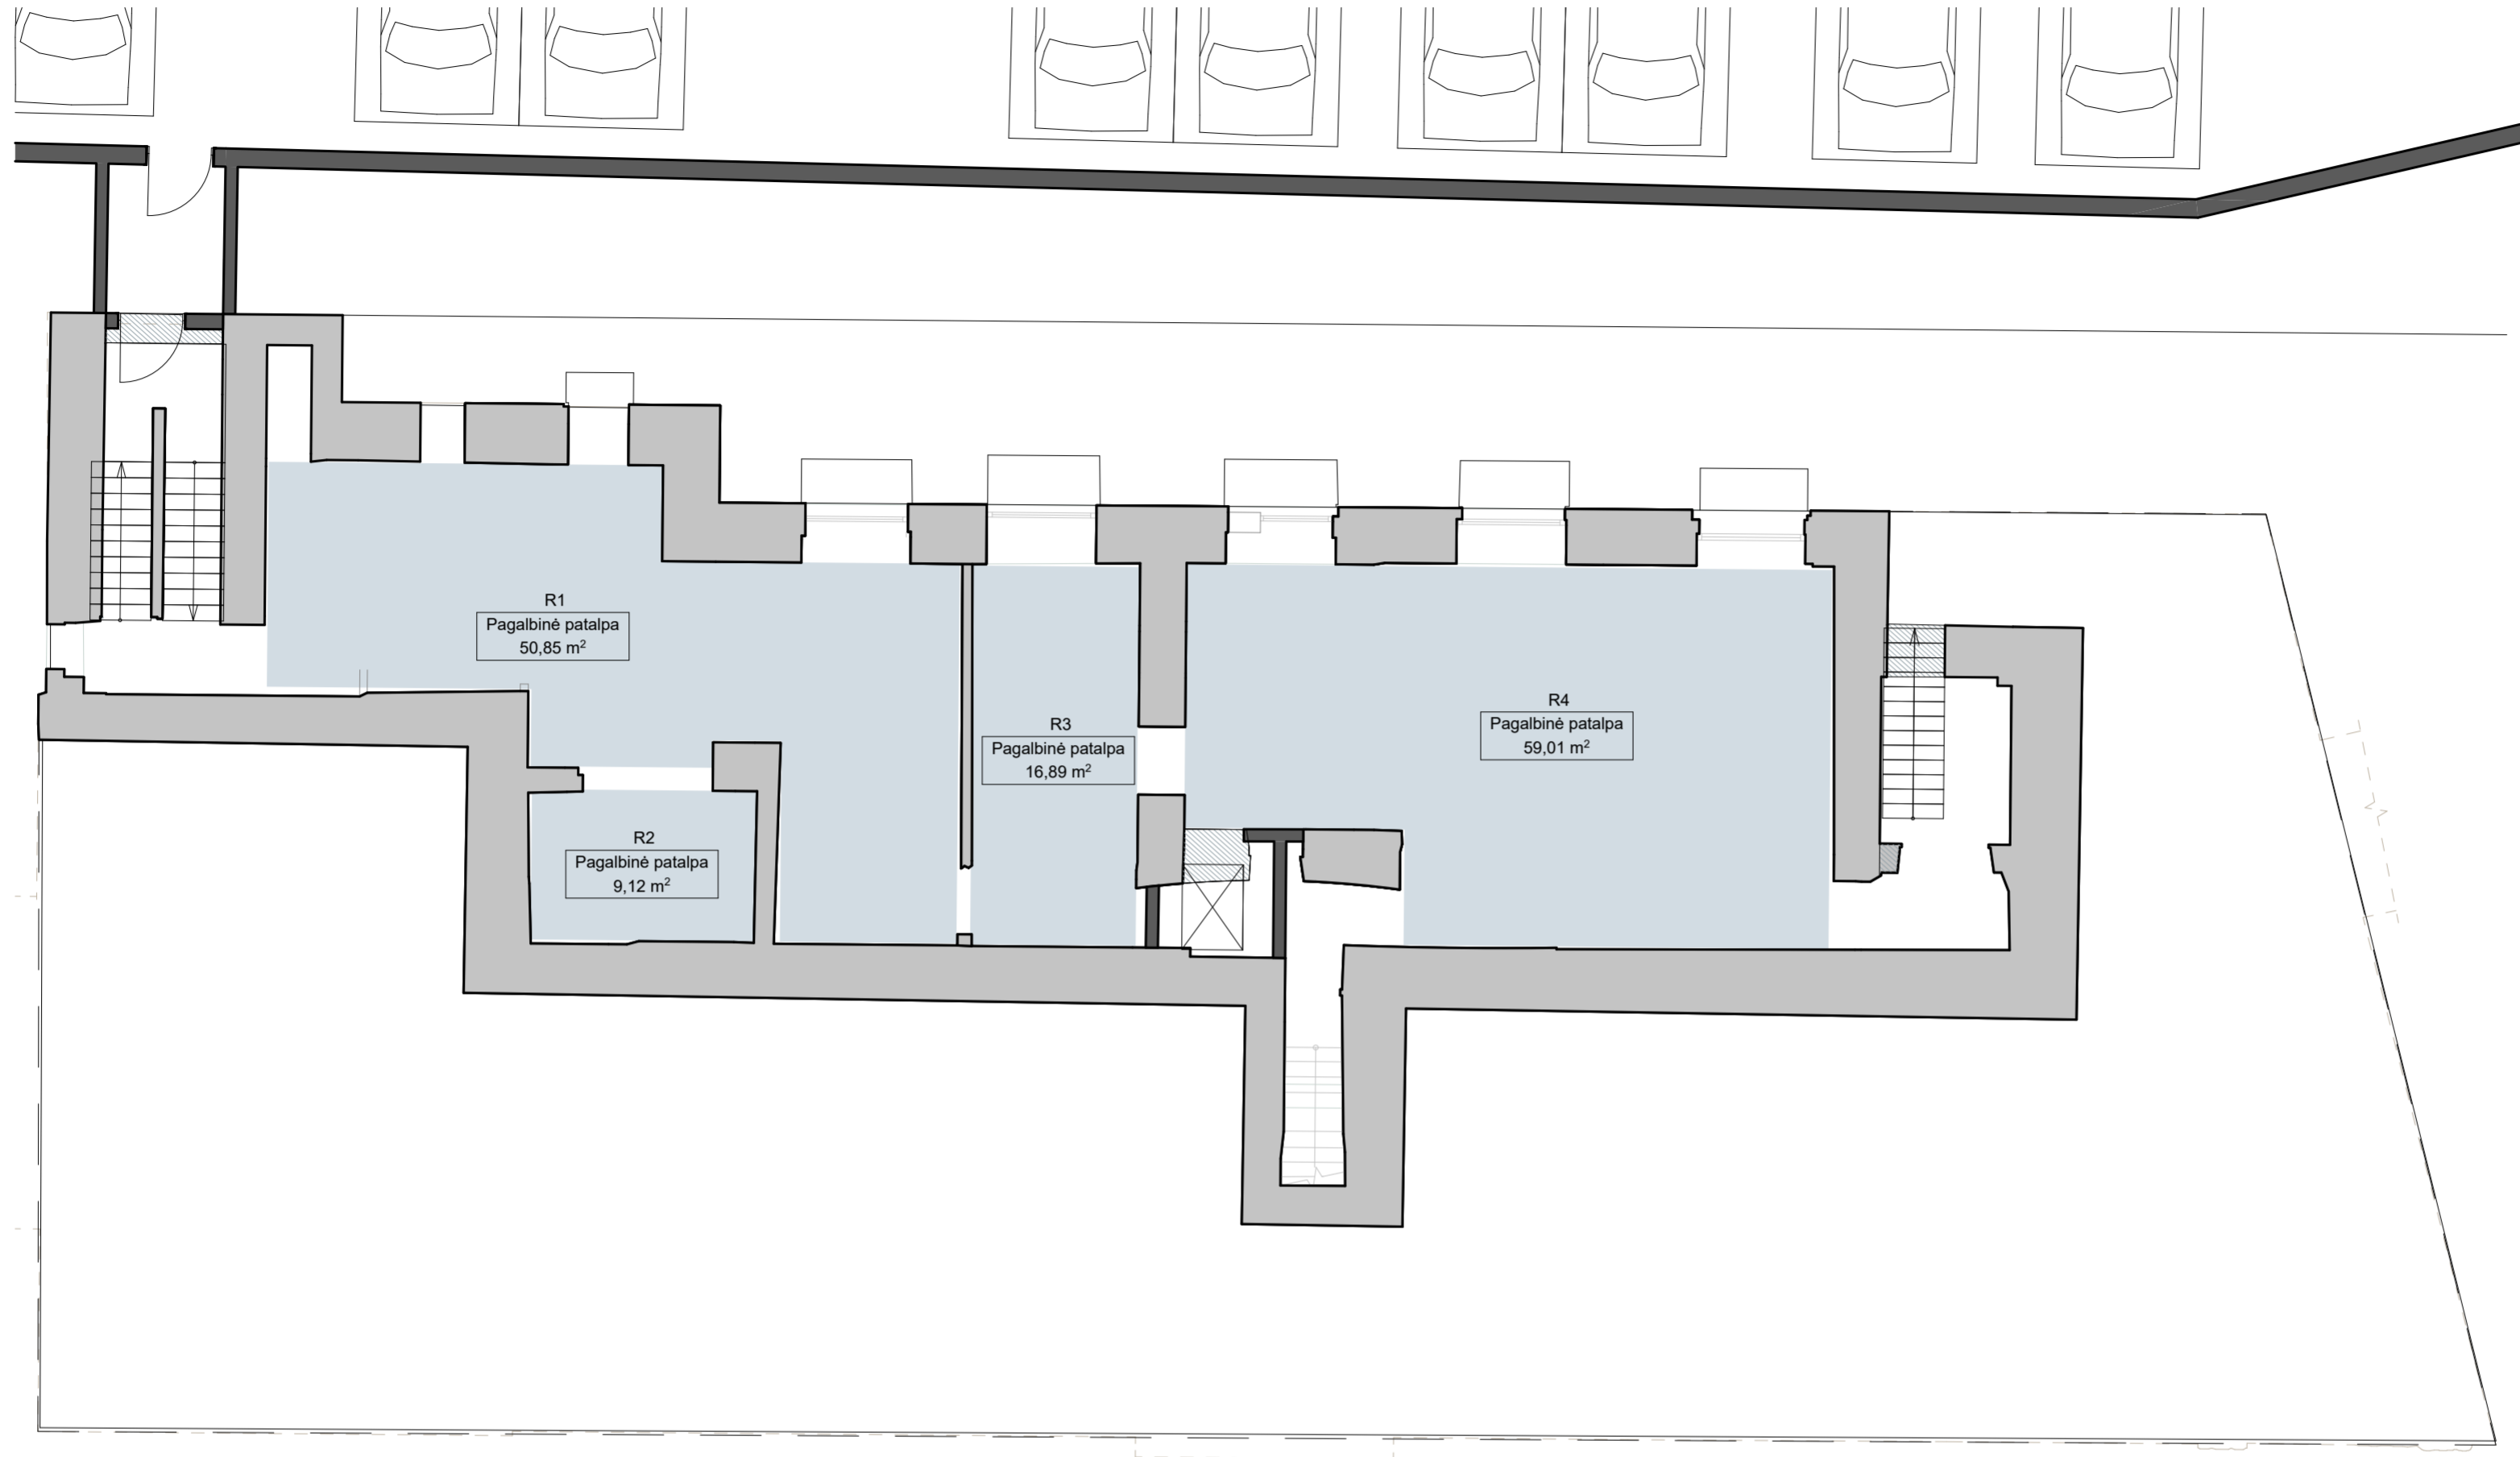 R1
Pagalbinė patalpa
50,85 m²
R2
Pagalbinė patalpa
9,12 m²
R3
Pagalbinė patalpa
16,89 m²
R4
Pagalbinė patalpa
59,01 m²